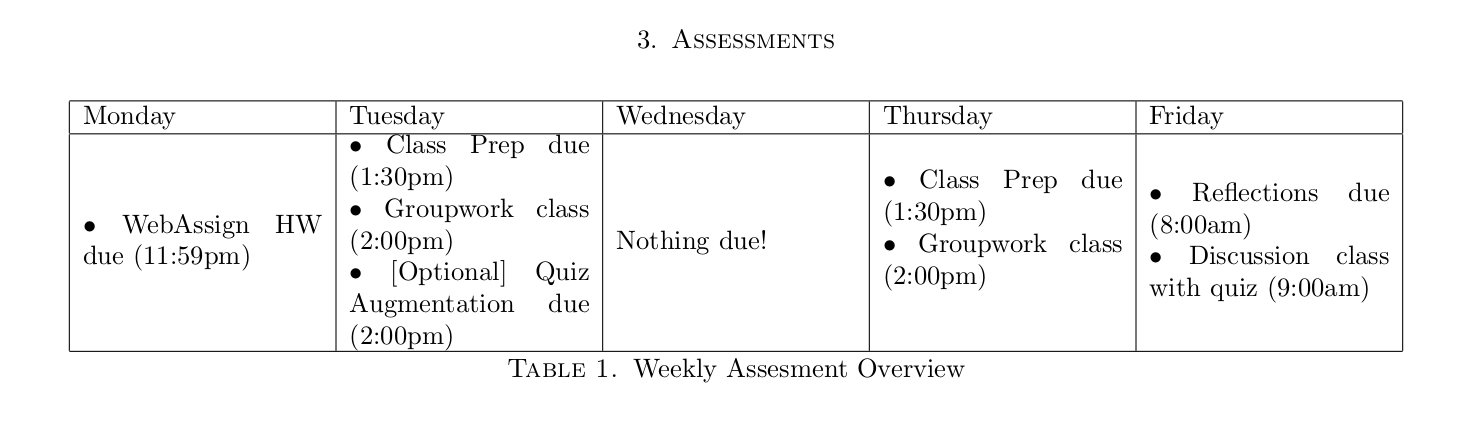 3. Assessments
Monday
Tuesday
Wednesday
Thursday
Friday
• WebAssign HW
due (11:59pm)
• Class Prep due
(1:30pm)
• Groupwork class
(2:00pm)
• [Optional] Quiz
Augmentation due
(2:00pm)
Nothing due!
• Class Prep due
(1:30pm)
• Groupwork class
(2:00pm)
• Reflections due
(8:00am)
• Discussion class
with quiz (9:00am)
Table 1. Weekly Assesment Overview